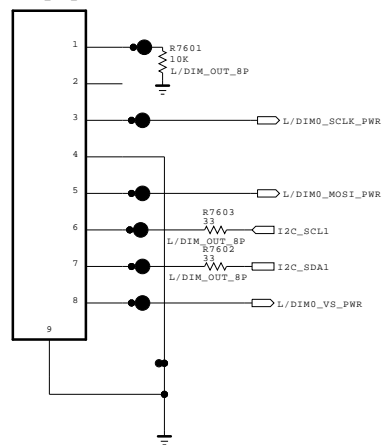 1
R7601
10K
L/DIM_OUT_8P
2
3
L/DIM0_SCLK_PWR
4
5
L/DIM0_MOSI_PWR
R7603
33
6
I2C_SCL1
L/DIM_OUT_8P
R7602
33
7
I2C_SDA1
L/DIM_OUT_8P
8
L/DIM0_VS_PWR
9